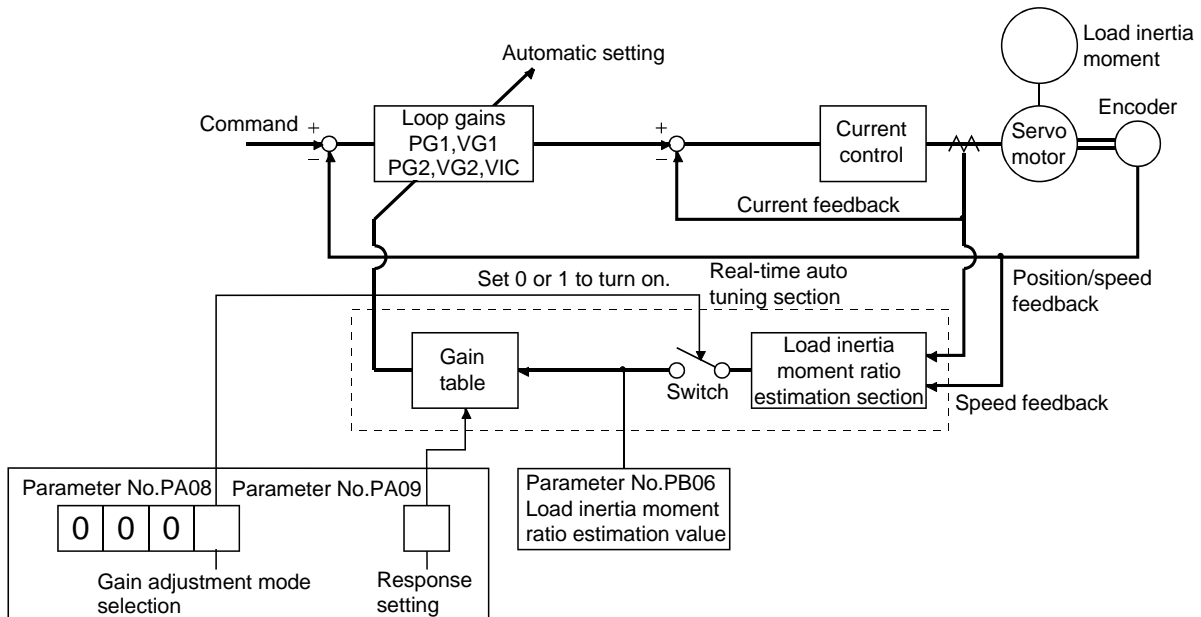 Load inertia
moment
Automatic setting
Encoder
Command
+
−
Loop gains
PG1,VG1
PG2,VG2,VIC
+
−
Current
control
Servo
motor
Current feedback
Set 0 or 1 to turn on.
Real-time auto
tuning section
Position/speed
feedback
Gain
table
Switch
Load inertia
moment ratio
estimation section
Speed feedback
Parameter No.PA08
Parameter No.PA09
0 0 0
Gain adjustment mode
selection
Response
setting
Parameter No.PB06
Load inertia moment
ratio estimation value